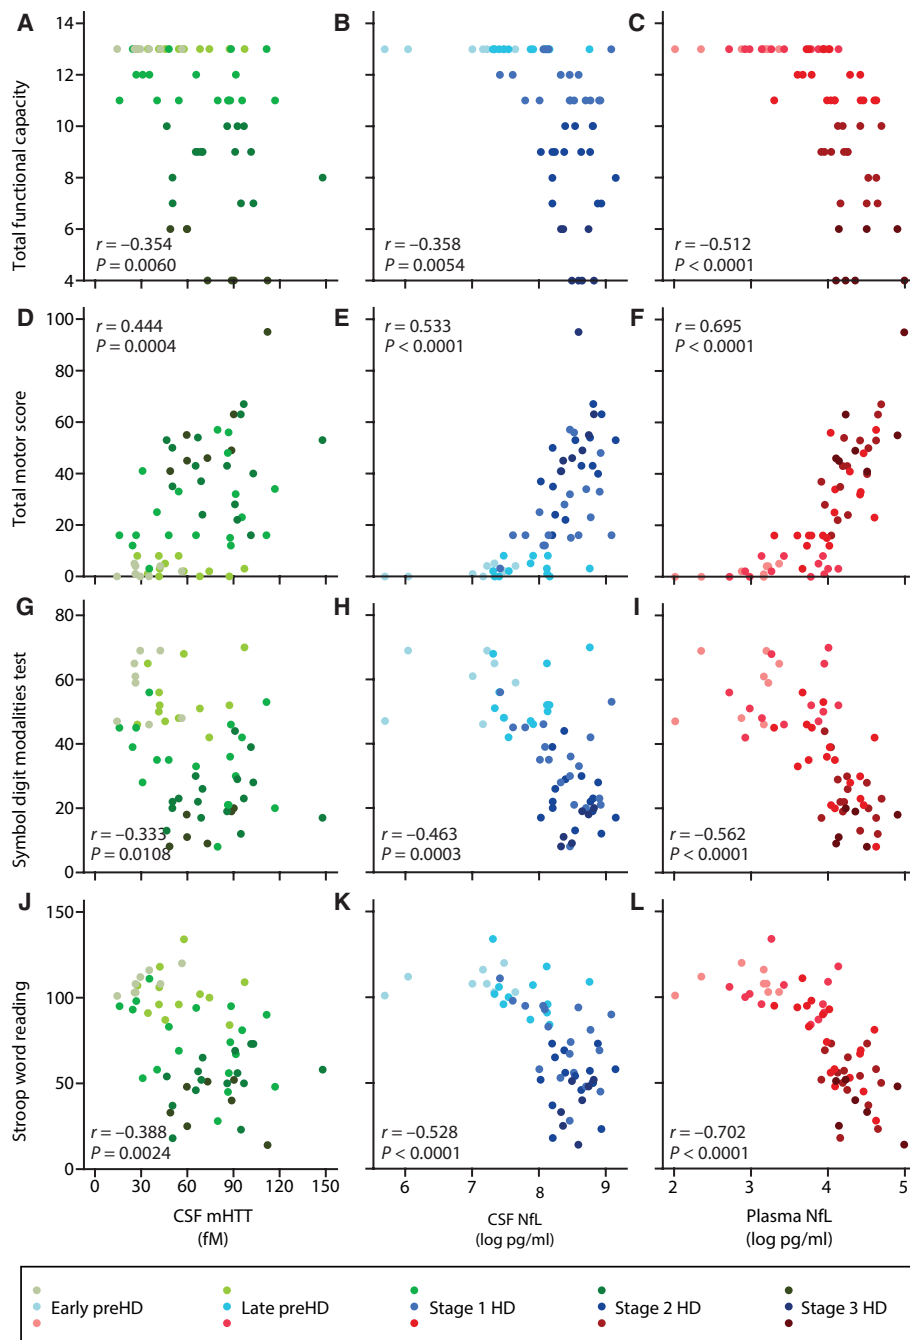 A B C
Total functional capacity
14
12
10
8
6
4
r = –0.354
P = 0.0060
r = –0.358
P = 0.0054
r = –0.512
P < 0.0001
D E F
Total motor score
100
80
60
40
20
0
r = 0.444
P = 0.0004
r = 0.533
P < 0.0001
r = 0.695
P < 0.0001
G H I
Symbol digit modalities test
80
60
40
20
0
r = –0.333
P = 0.0108
r = –0.463
P = 0.0003
r = –0.562
P < 0.0001
J K L
Stroop word reading
150
100
50
0
r = –0.388
P = 0.0024
r = –0.528
P < 0.0001
r = –0.702
P < 0.0001
0 30 60 90 120 150
CSF mHTT
(fM)
6 7 8 9
CSF NfL
(log pg/ml)
2 3 4 5
Plasma NfL
(log pg/ml)
Early preHD
Late preHD
Stage 1 HD
Stage 2 HD
Stage 3 HD